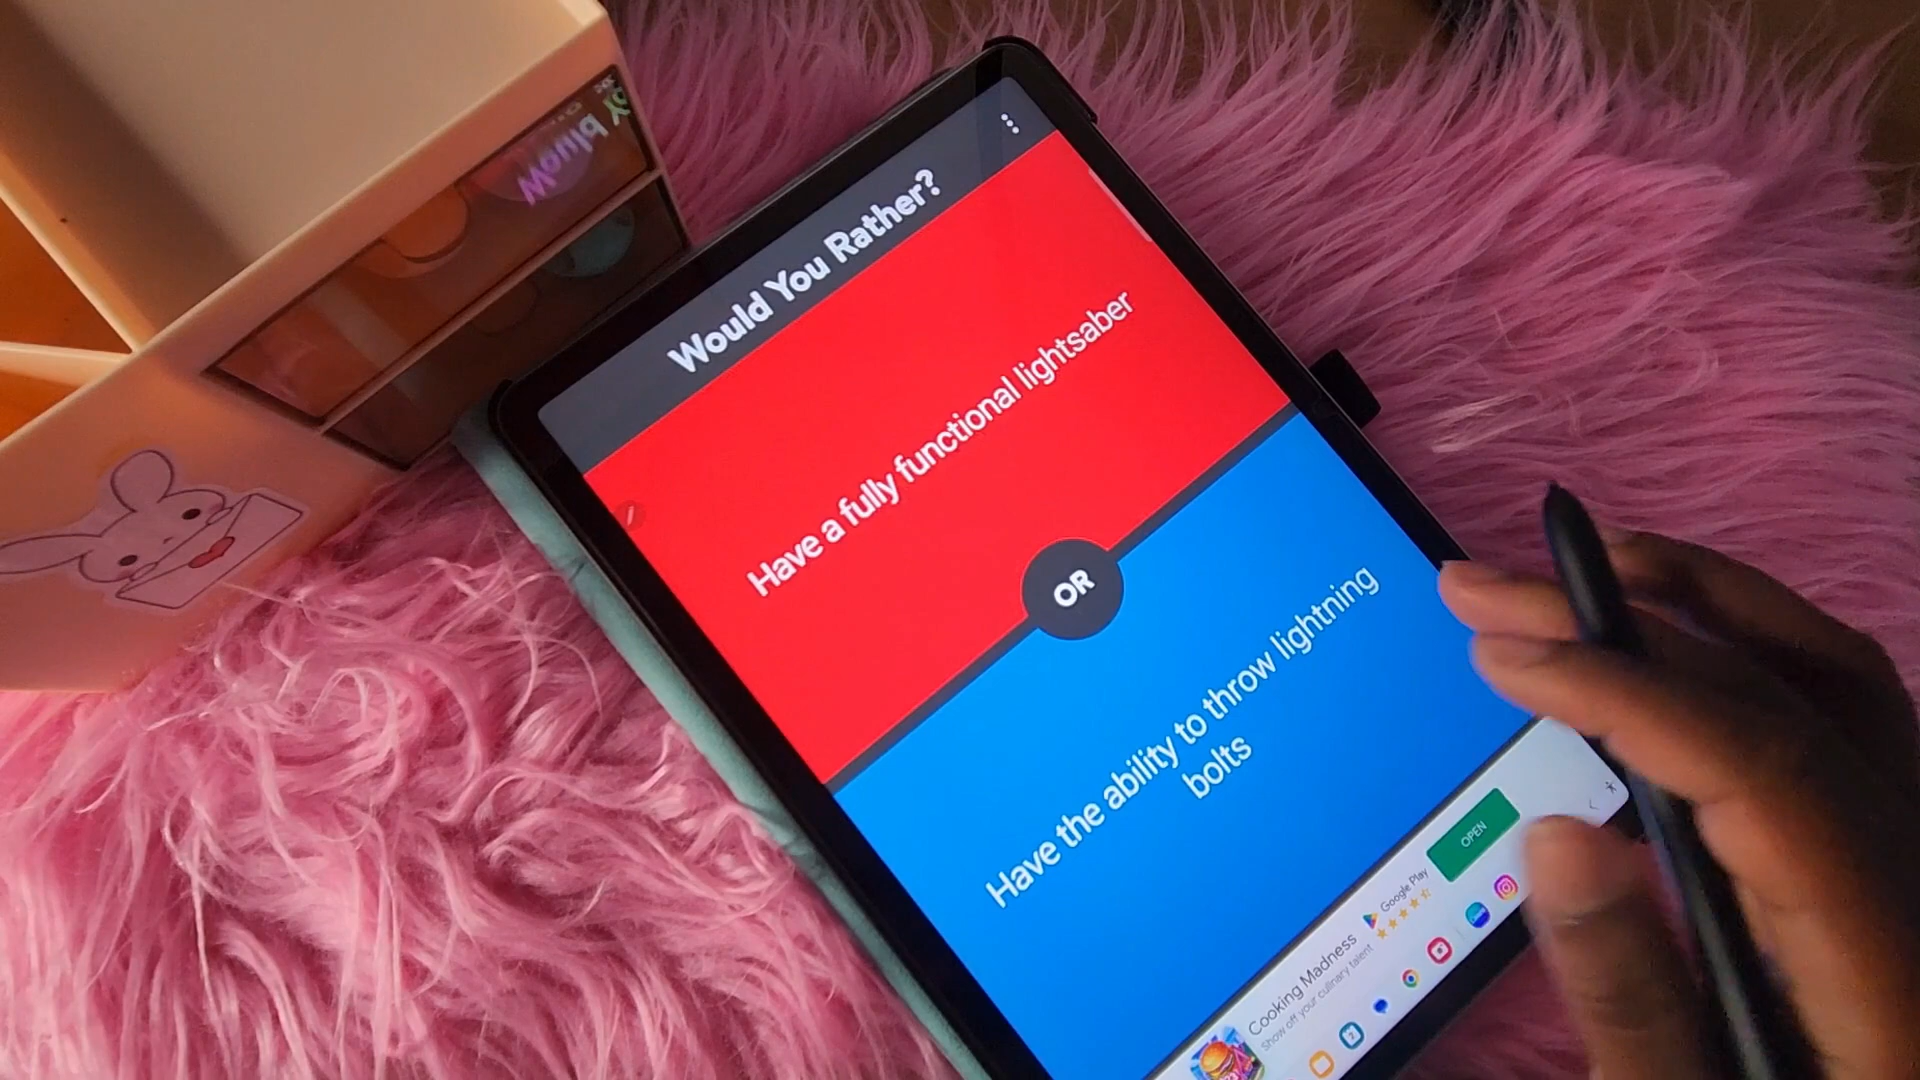 Would You Rather?
Have a fully functional lightsaber
OR
Have the ability to throw lightning
bolts
Cooking Madness
Show off your culinary talent
Google Play
OPEN